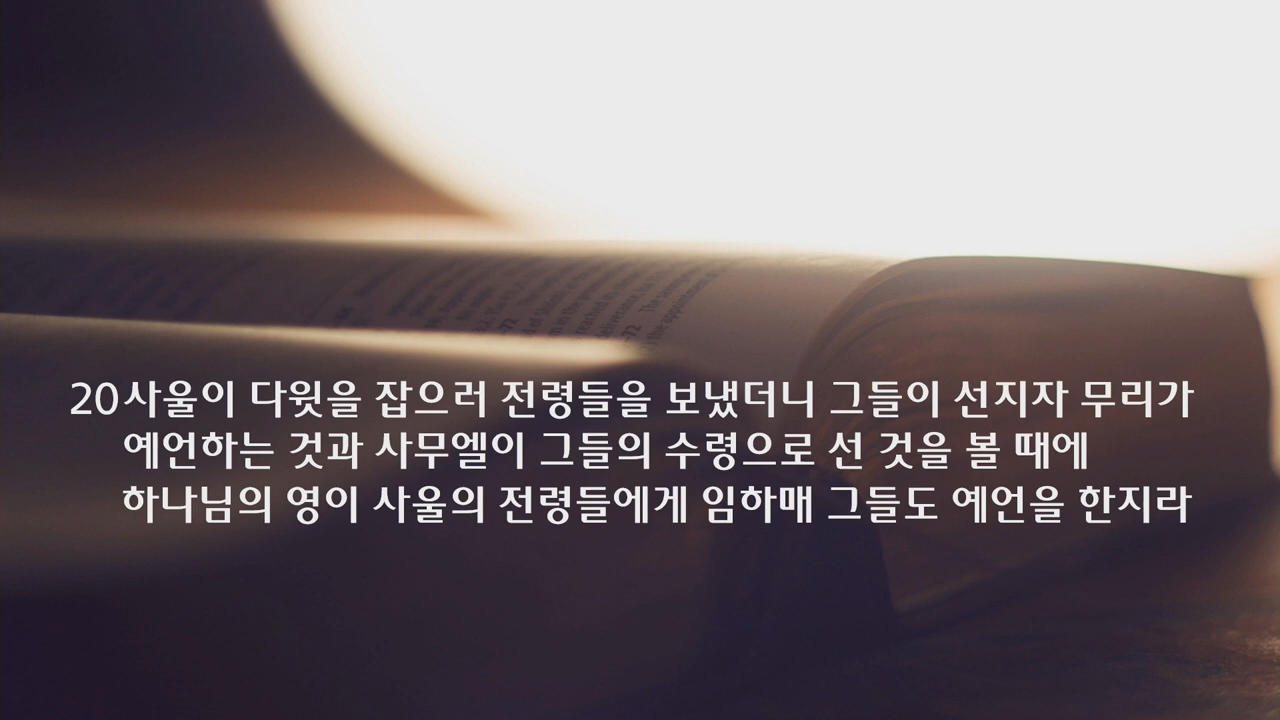 20사울이 다윗을 잡으러 전령들을 보냈더니 그들이 선지자 무리가
예언하는 것과 사무엘이 그들의 수령으로 선 것을 볼 때에
하나님의 영이 사울의 전령들에게 임하매 그들도 예언을 한지라